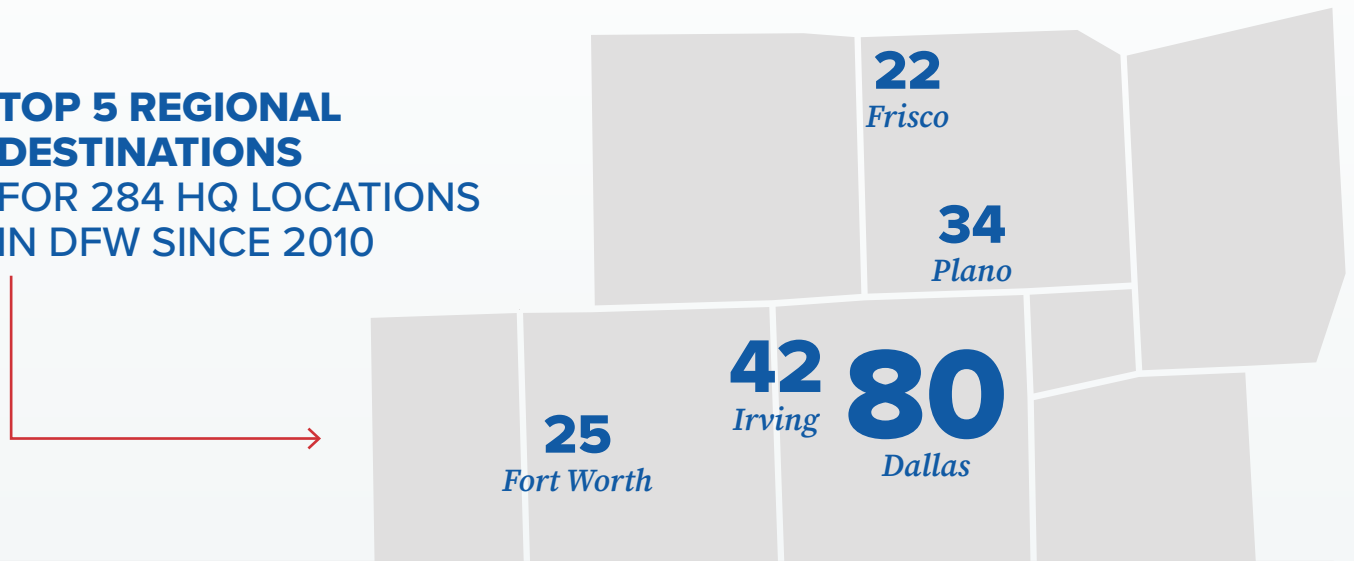 TOP 5 REGIONAL
DESTINATIONS
FOR 284 HQ LOCATIONS
IN DFW SINCE 2010
22
Frisco
34
Plano
42
Irving
80
Dallas
25
Fort Worth